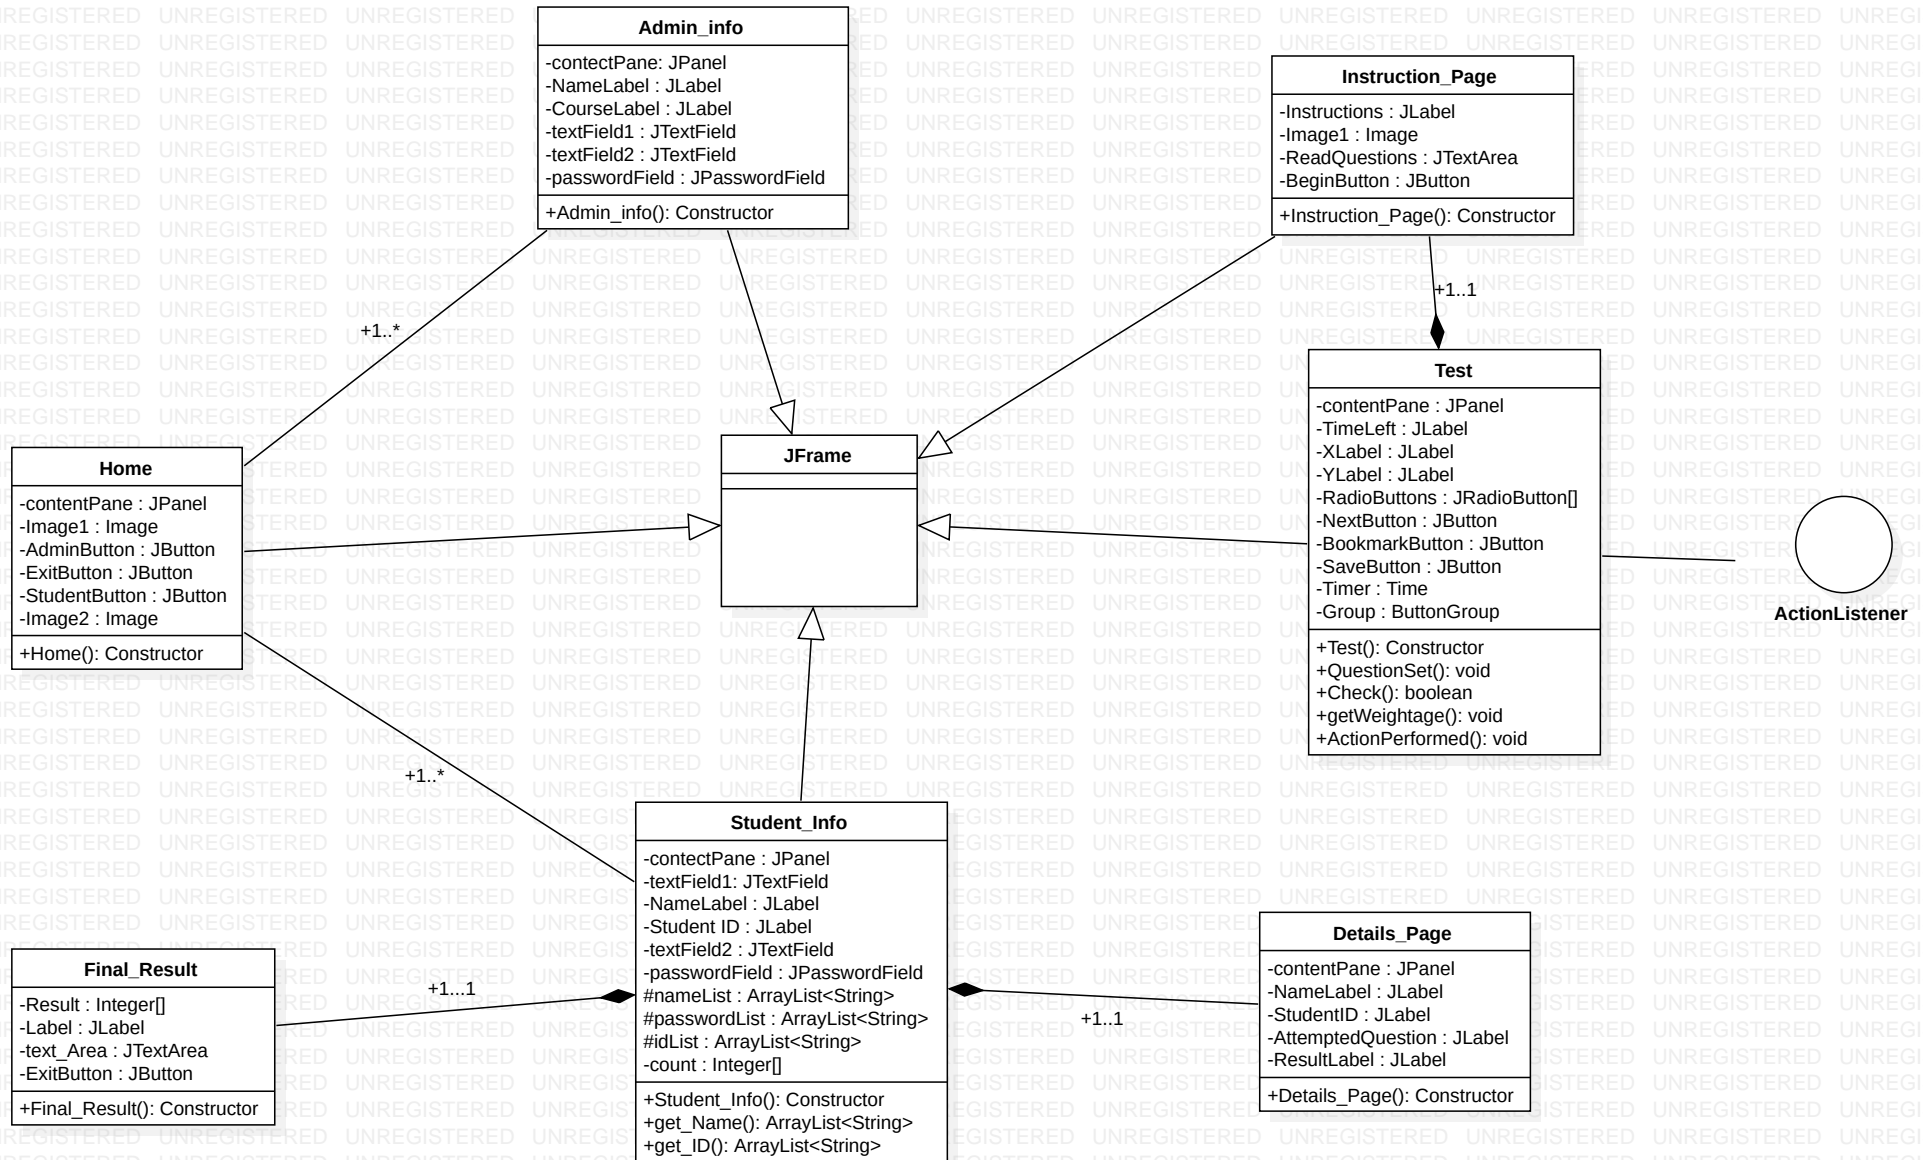 Admin_info
-contectPane: JPanel
-NameLabel : JLabel
-CourseLabel : JLabel
-textField1 : JTextField
-textField2 : JTextField
-passwordField : JPasswordField
+Admin_info(): Constructor
Instruction_Page
-Instructions : JLabel
-Image1 : Image
-ReadQuestions : JTextArea
-BeginButton : JButton
+Instruction_Page(): Constructor
+1..1
+1..*
Test
-contentPane : JPanel
-TimeLeft : JLabel
-XLabel : JLabel
-YLabel : JLabel
-RadioButtons : JRadioButton[]
-NextButton : JButton
-BookmarkButton : JButton
-SaveButton : JButton
-Timer : Time
-Group : ButtonGroup
+Test(): Constructor
+QuestionSet(): void
+Check(): boolean
+getWeightage(): void
+ActionPerformed(): void
JFrame
Home
-contentPane : JPanel
-Image1 : Image
-AdminButton : JButton
-ExitButton : JButton
-StudentButton : JButton
-Image2 : Image
+Home(): Constructor
ActionListener
+1..*
Student_Info
-contectPane : JPanel
-textField1: JTextField
-NameLabel : JLabel
-Student ID : JLabel
-textField2 : JTextField
-passwordField : JPasswordField
#nameList : ArrayList<String>
#passwordList : ArrayList<String>
#idList : ArrayList<String>
-count : Integer[]
+Student_Info(): Constructor
+get_Name(): ArrayList<String>
+get_ID(): ArrayList<String>
Final_Result
-Result : Integer[]
-Label : JLabel
-text_Area : JTextArea
-ExitButton : JButton
+Final_Result(): Constructor
+1...1
+1..1
Details_Page
-contentPane : JPanel
-NameLabel : JLabel
-StudentID : JLabel
-AttemptedQuestion : JLabel
-ResultLabel : JLabel
+Details_Page(): Constructor
UNREGISTERED